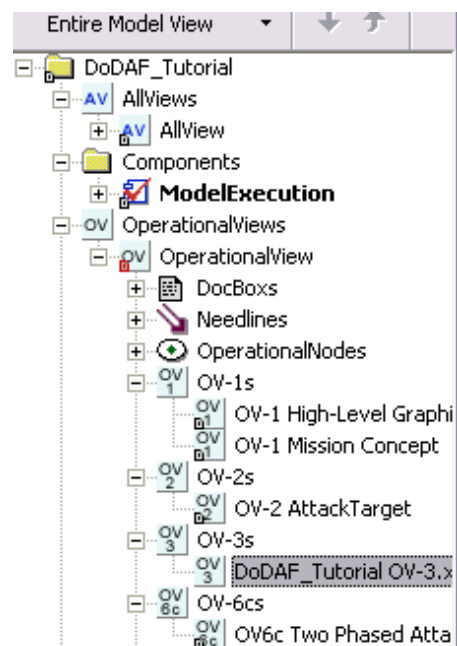 Entire Model View
DoDAF_Tutorial
AV AllViews
AV AllView
Components
ModelExecution
OV OperationalViews
OV OperationalView
DocBoxs
Needlines
OperationalNodes
OV 1 OV-1s
OV 1 OV-1 High-Level Graphi
OV 1 OV-1 Mission Concept
OV 2 OV-2s
OV 2 OV-2 AttackTarget
OV 3 OV-3s
OV 3 DoDAF_Tutorial OV-3.x
OV 6c OV-6cs
OV 6c OV6c Two Phased Atta